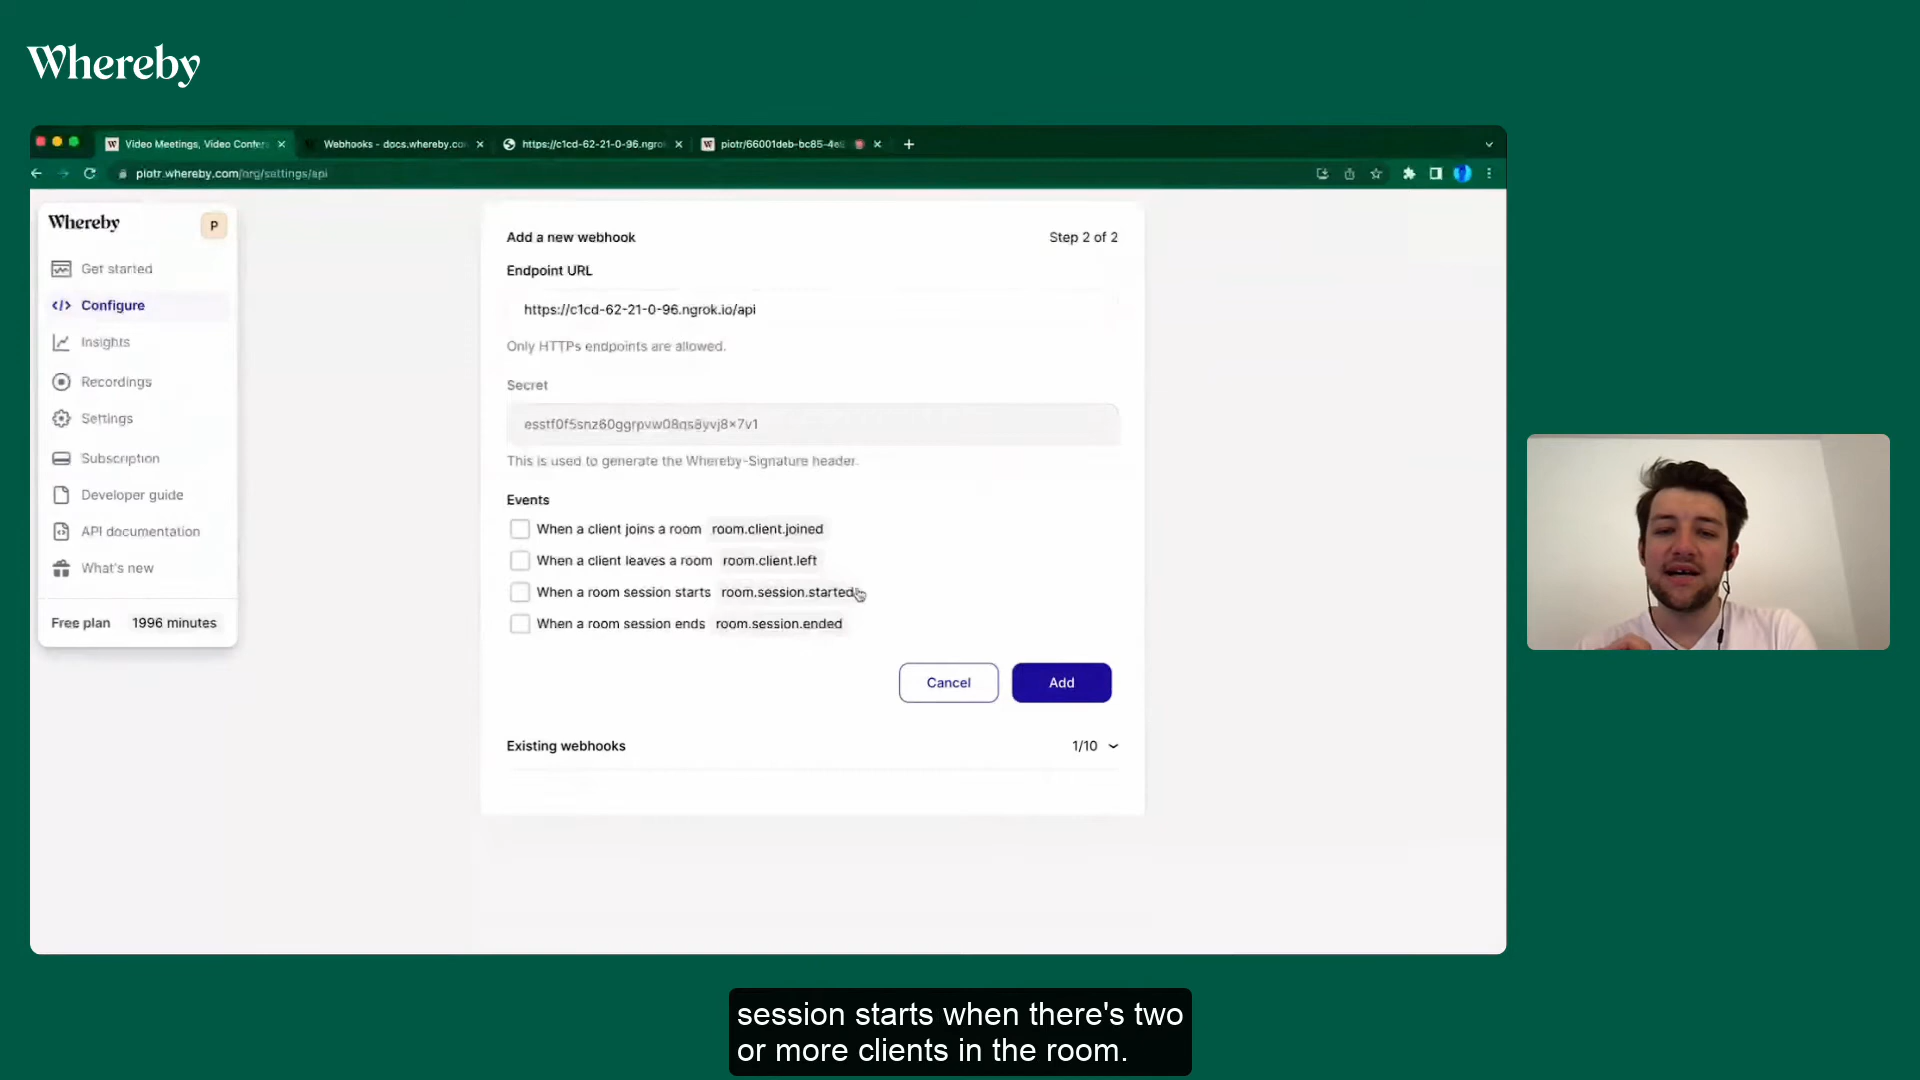 Whereby
Video Meetings, Video Confer
Webhooks - docs.whereby.co
https://c1cd-62-21-0-96.ngro
piotr/66001deb-bc85-4e8
piotr.whereby.com/org/settings/api
Whereby
P
Get started
Configure
Insights
Recordings
Settings
Subscription
Developer guide
API documentation
What's new
Free plan 1996 minutes
Add a new webhook Step 2 of 2
Endpoint URL
https://c1cd-62-21-0-96.ngrok.io/api
Only HTTPs endpoints are allowed.
Secret
This is used to generate the Whereby-Signature header.
Events
When a client joins a room room.client.joined
When a client leaves a room room.client.left
When a room session starts room.session.started
When a room session ends room.session.ended
Cancel Add
Existing webhooks 1/10
session starts when there's two
or more clients in the room.